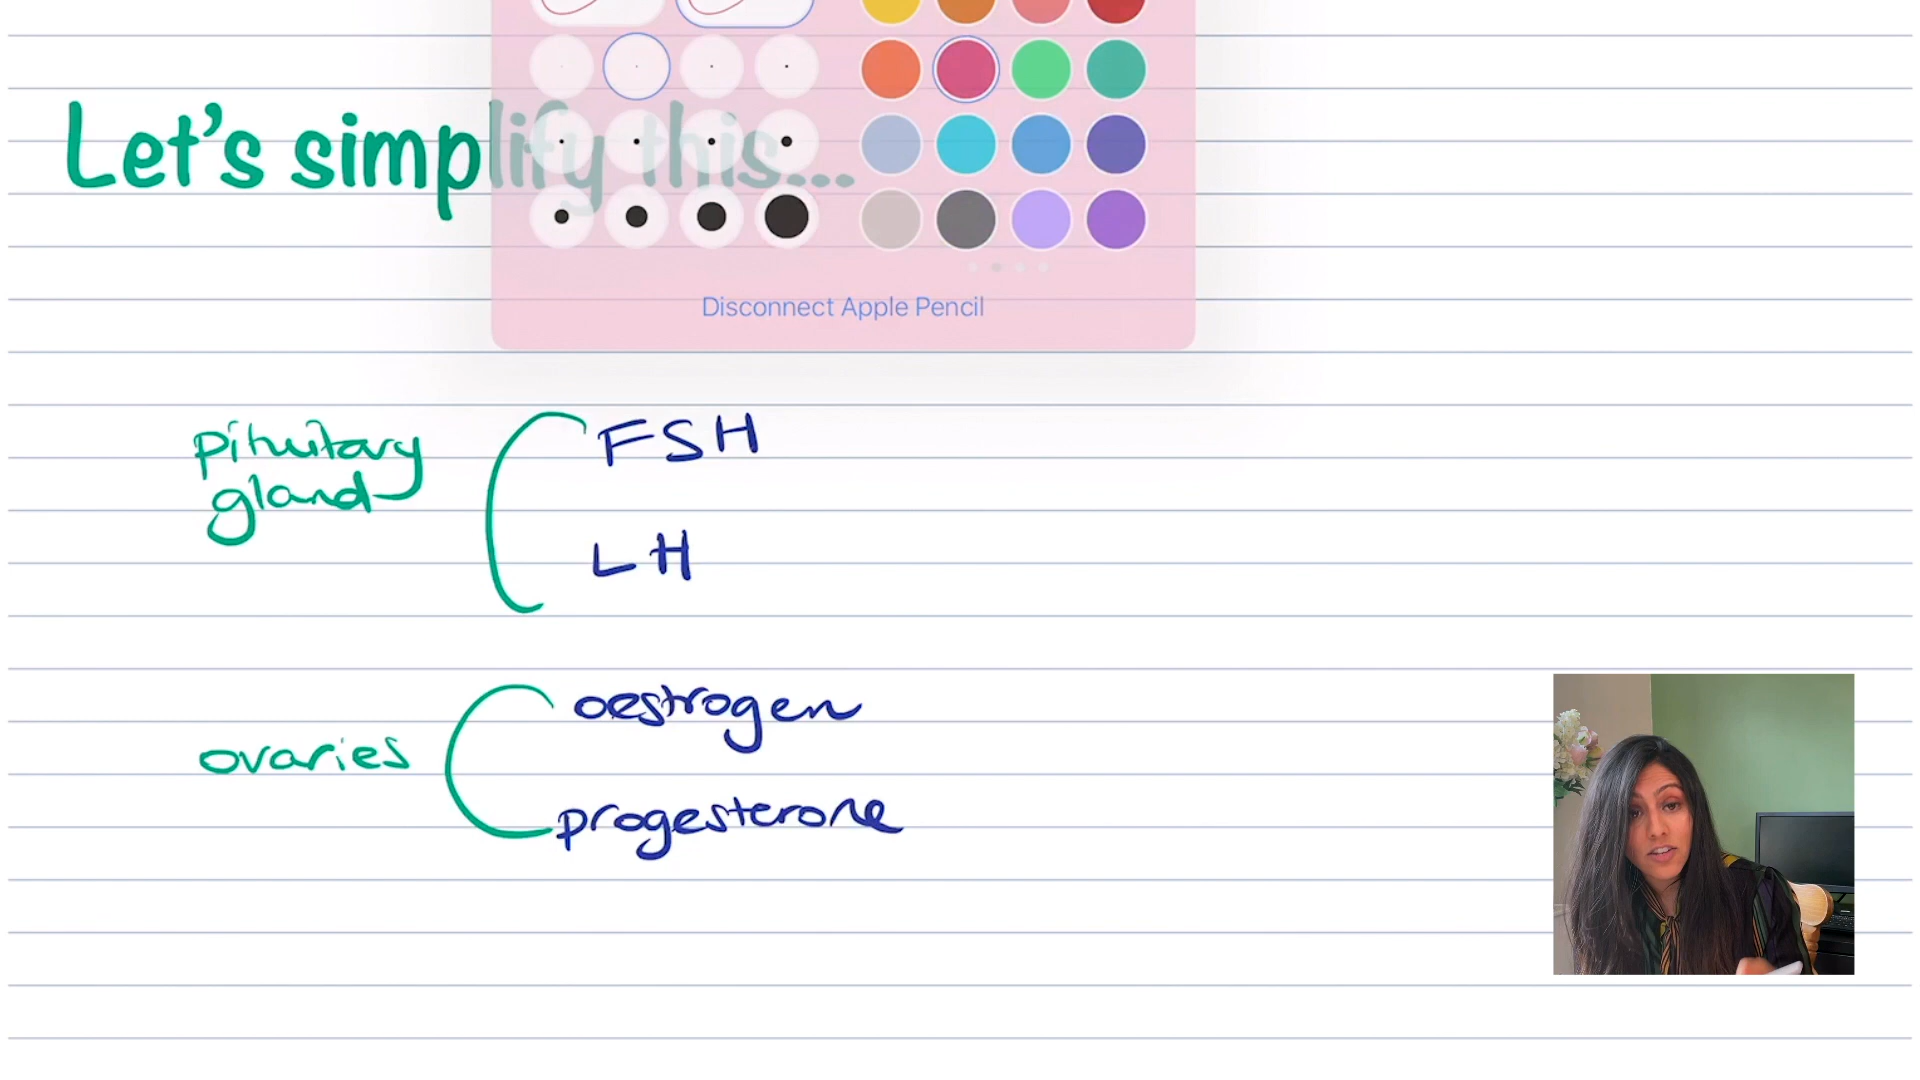 Let's simplify this...
Disconnect Apple Pencil
pituitary
gland
FSH
LH
ovaries
oestrogen
progesterone